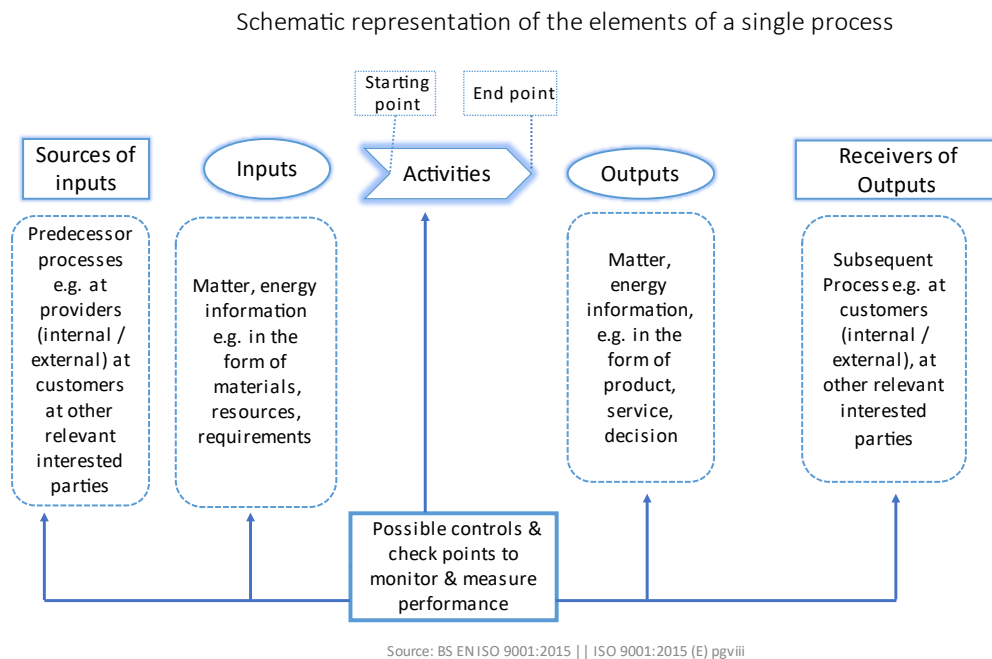 Schematic representation of the elements of a single process
Starting
point
End point
Sources of
inputs
Inputs
Activities
Outputs
Receivers of
Outputs
Predecessor
processes
e.g. at
providers
(internal /
external) at
customers
at other
relevant
interested
parties
Matter, energy
information
e.g. in the
form of
materials,
resources,
requirements
Matter,
energy
information,
e.g. in the
form of
product,
service,
decision
Subsequent
Process e.g. at
customers
(internal /
external), at
other relevant
interested
parties
Possible controls &
check points to
monitor & measure
performance
Source: BS EN ISO 9001:2015 || ISO 9001:2015 (E) pgviii